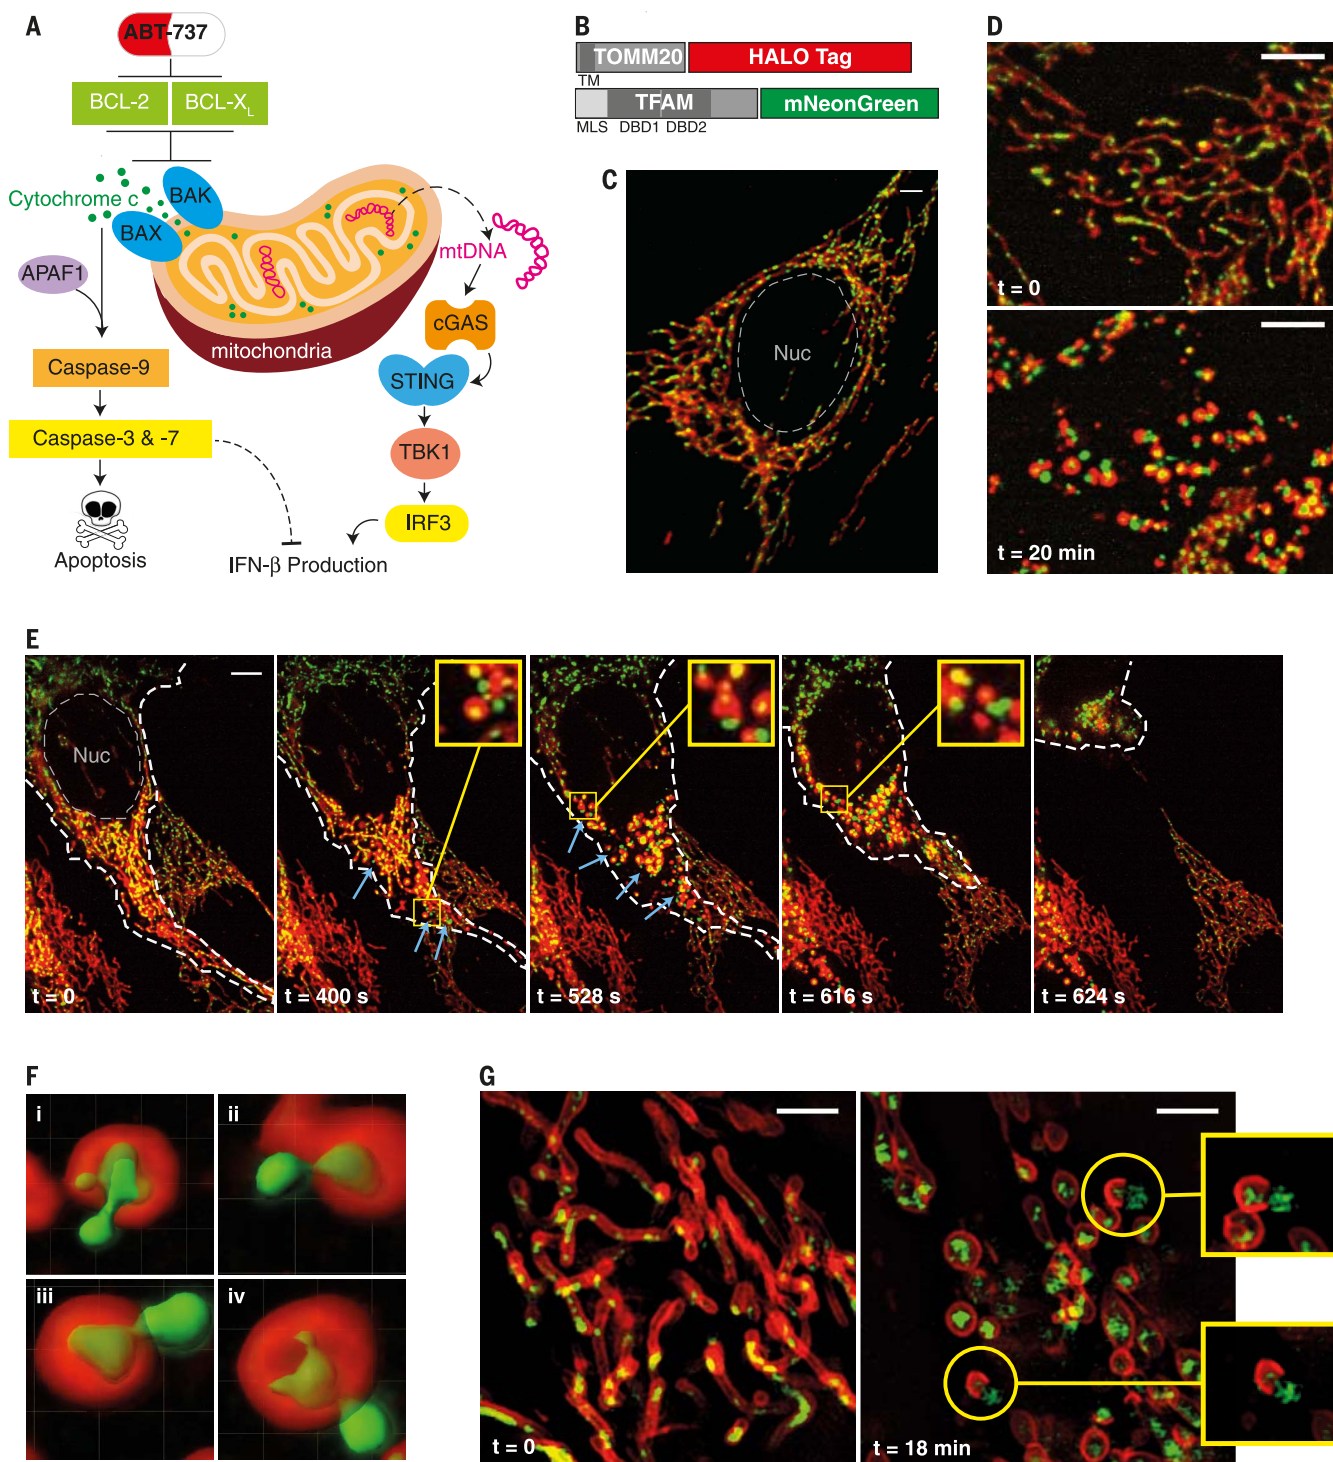 A
ABT-737
BCL-2
BCL-XL
Cytochrome c
BAK
BAX
APAF1
mtDNA
cGAS
mitochondria
STING
Caspase-9
Caspase-3 & -7
TBK1
IRF3
Apoptosis
IFN-β Production
B
TOMM20
HALO Tag
TM
TFAM
mNeonGreen
MLS DBD1 DBD2
C
Nuc
D
t = 0
t = 20 min
E
Nuc
t = 0
t = 400 s
t = 528 s
t = 616 s
t = 624 s
F
i
ii
iii
iv
G
t = 0
t = 18 min